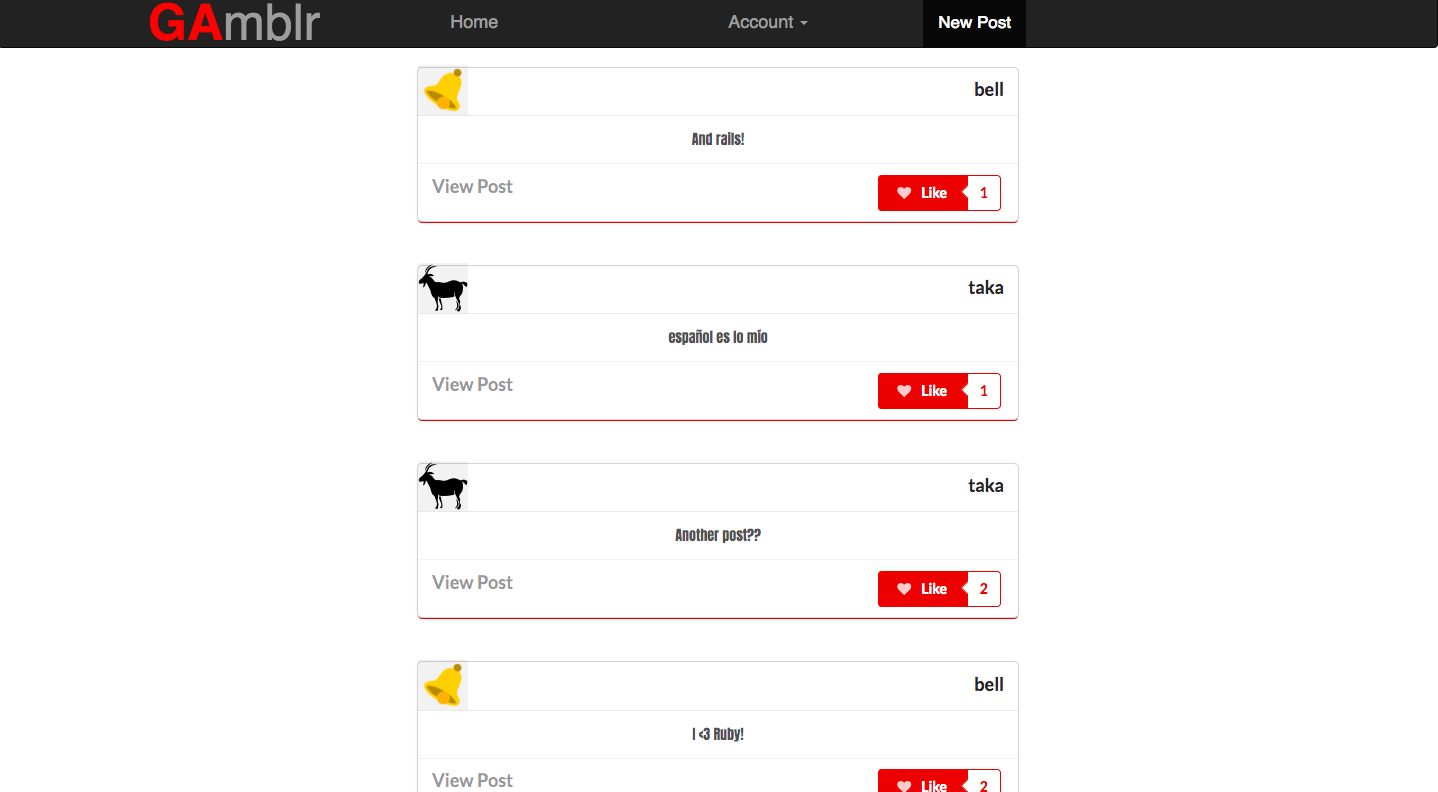 GAmblr Home Account New Post
bell
And rails!
View Post Like 1
taka
español es lo mío
View Post Like 1
taka
Another post??
View Post Like 2
bell
I <3 Ruby!
View Post Like 2